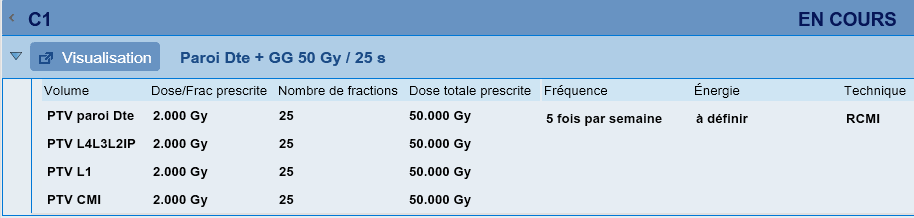 C1 EN COURS
Visualisation Paroi Dte + GG 50 Gy / 25 s
Volume Dose/Frac prescrite Nombre de fractions Dose totale prescrite Fréquence Énergie Technique
PTV paroi Dte 2.000 Gy 25 50.000 Gy 5 fois par semaine à définir RCMI
PTV L4L3L2IP 2.000 Gy 25 50.000 Gy
PTV L1 2.000 Gy 25 50.000 Gy
PTV CMI 2.000 Gy 25 50.000 Gy